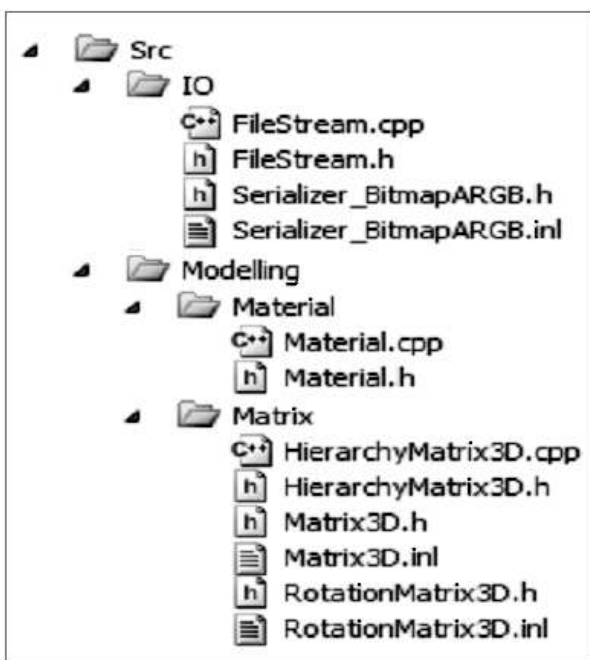 Src
IO
C++ FileStream.cpp
h FileStream.h
h Serializer_BitmapARGB.h
Serializer_BitmapARGB.inl
Modelling
Material
C++ Material.cpp
h Material.h
Matrix
C++ HierarchyMatrix3D.cpp
h HierarchyMatrix3D.h
h Matrix3D.h
Matrix3D.inl
h RotationMatrix3D.h
RotationMatrix3D.inl